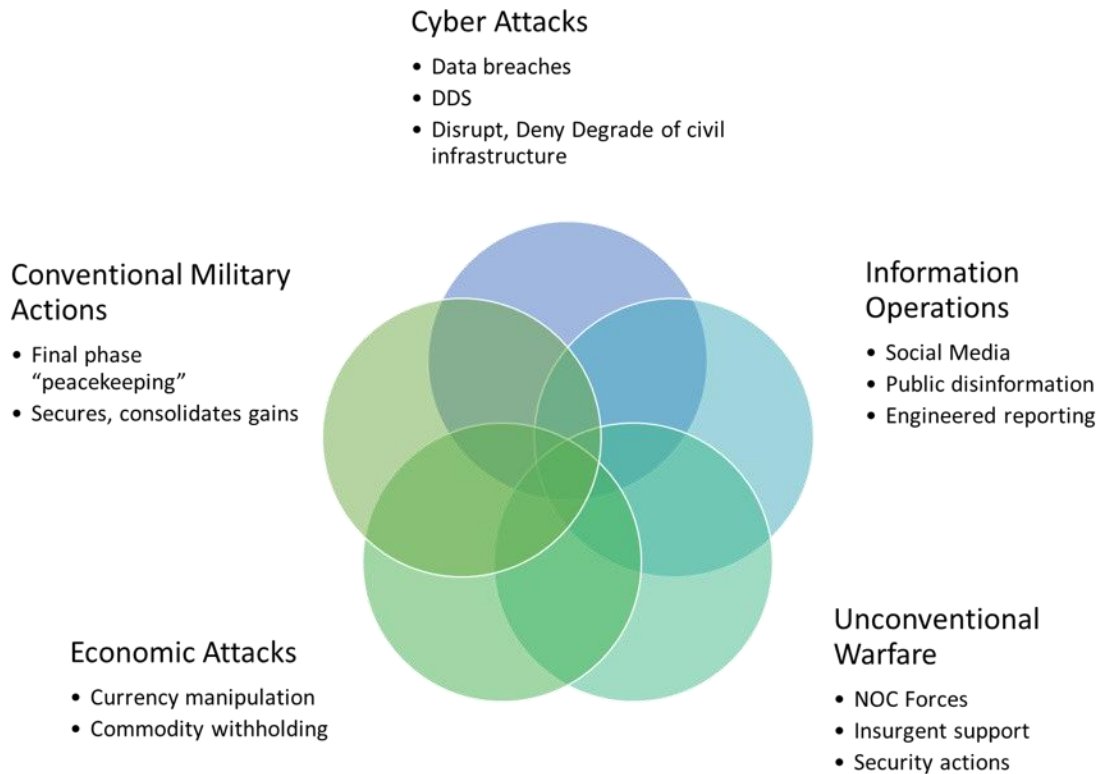 Cyber Attacks
• Data breaches
• DDS
• Disrupt, Deny Degrade of civil
infrastructure
Conventional Military
Actions
• Final phase
“peacekeeping”
• Secures, consolidates gains
Information
Operations
• Social Media
• Public disinformation
• Engineered reporting
Economic Attacks
• Currency manipulation
• Commodity withholding
Unconventional
Warfare
• NOC Forces
• Insurgent support
• Security actions